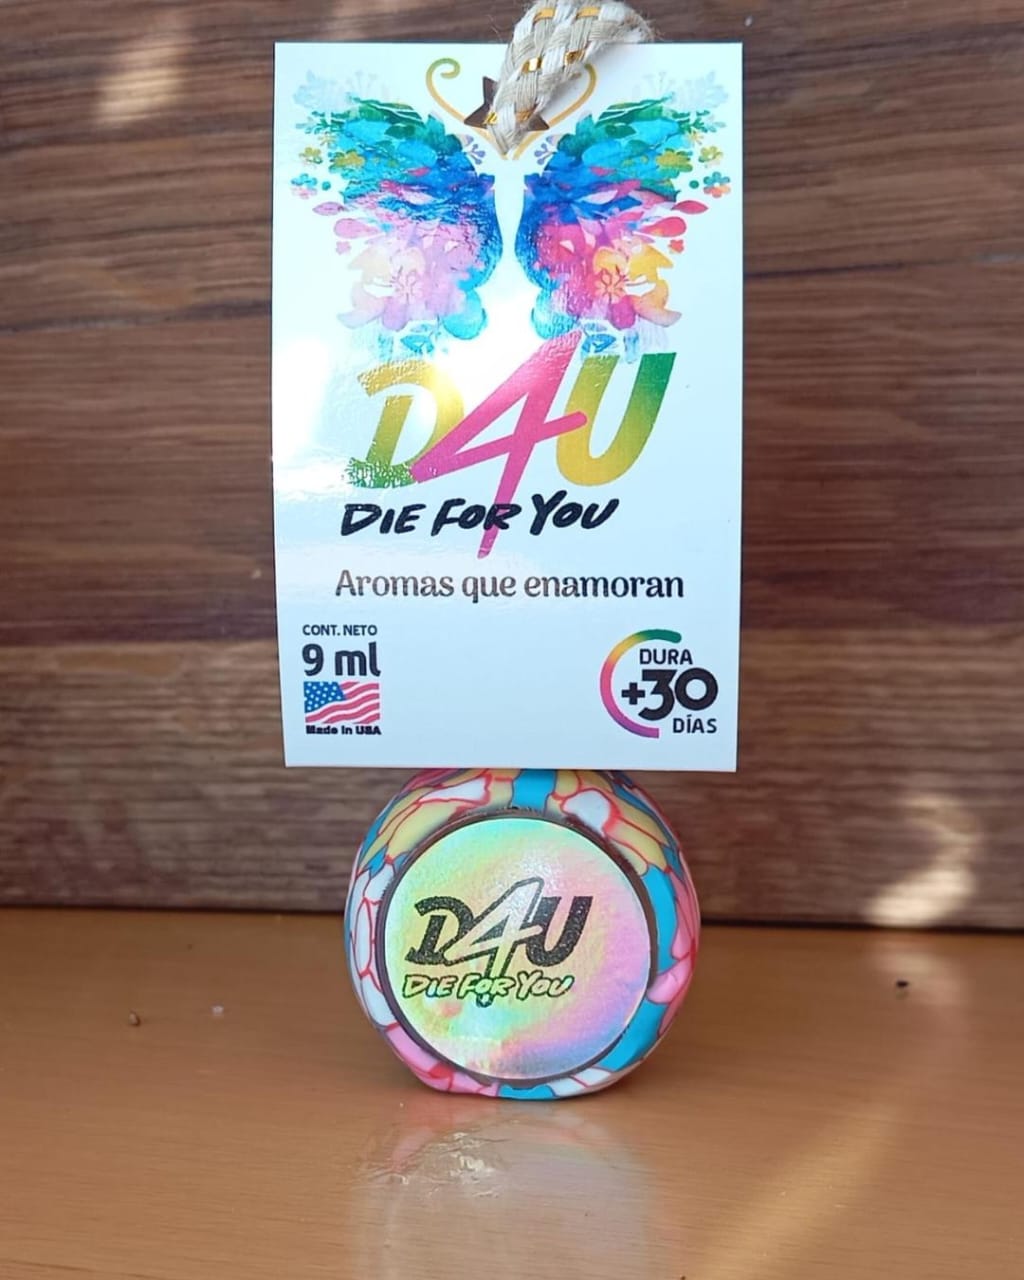 D4U
DIE FOR YOU
Aromas que enamoran
CONT. NETO
9 ml
Made in USA
DURA
+30
DÍAS
D4U
DIE FOR YOU